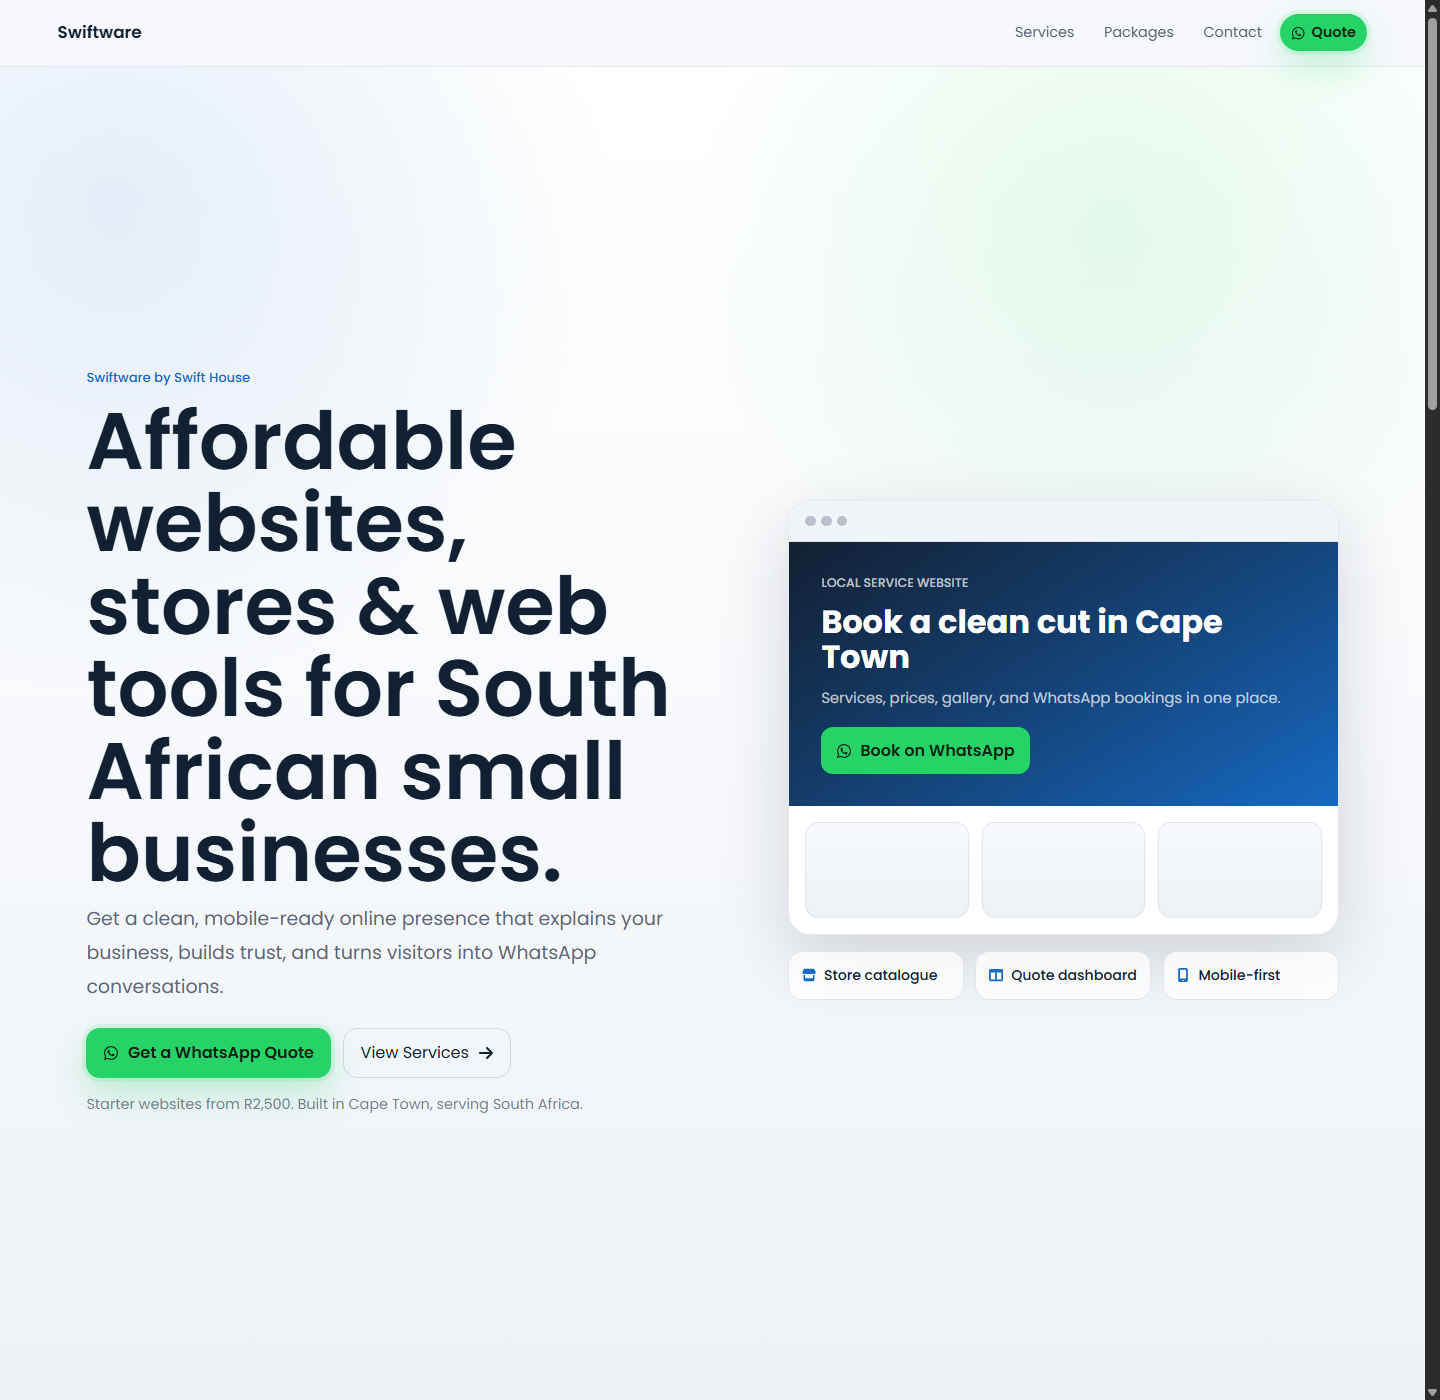 Swiftware
Services
Packages
Contact
Quote
Swiftware by Swift House
Affordable
websites,
stores & web
tools for South
African small
businesses.
Get a clean, mobile-ready online presence that explains your
business, builds trust, and turns visitors into WhatsApp
conversations.
Get a WhatsApp Quote
View Services
Starter websites from R2,500. Built in Cape Town, serving South Africa.
LOCAL SERVICE WEBSITE
Book a clean cut in Cape
Town
Services, prices, gallery, and WhatsApp bookings in one place.
Book on WhatsApp
Store catalogue
Quote dashboard
Mobile-first